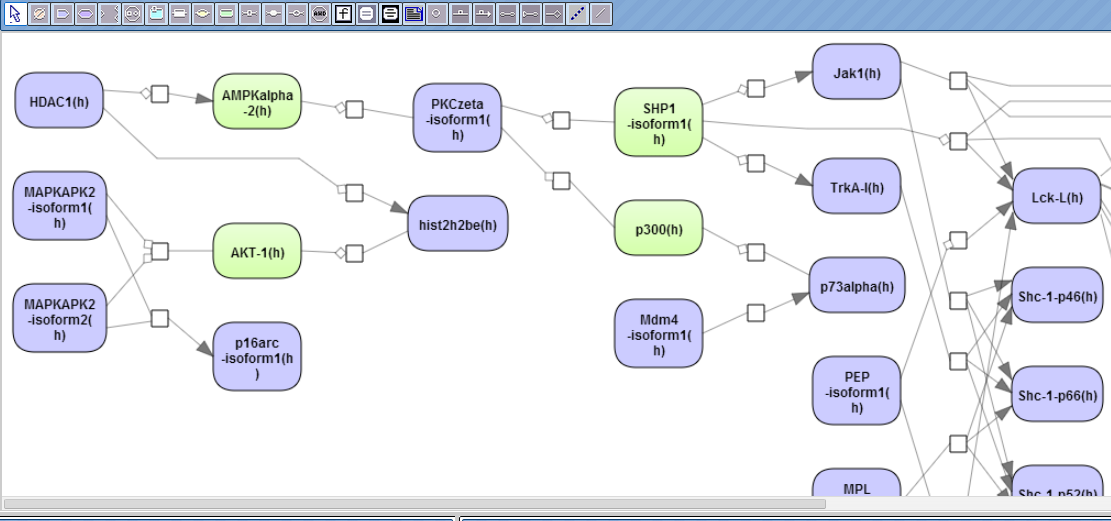 HDAC1(h)
AMPKalpha
-2(h)
PKCzeta
-isoform1(
h)
SHP1
-isoform1(
h)
Jak1(h)
MAPKAPK2
-isoform1(
h)
hist2h2be(h)
TrkA-I(h)
Lck-L(h)
AKT-1(h)
p300(h)
MAPKAPK2
-isoform2(
h)
p73alpha(h)
Shc-1-p46(h)
p16arc
-isoform1(h
)
Mdm4
-isoform1(
h)
PEP
-isoform1(
h)
Shc-1-p66(h)
MPL
Shc-1-p52(h)